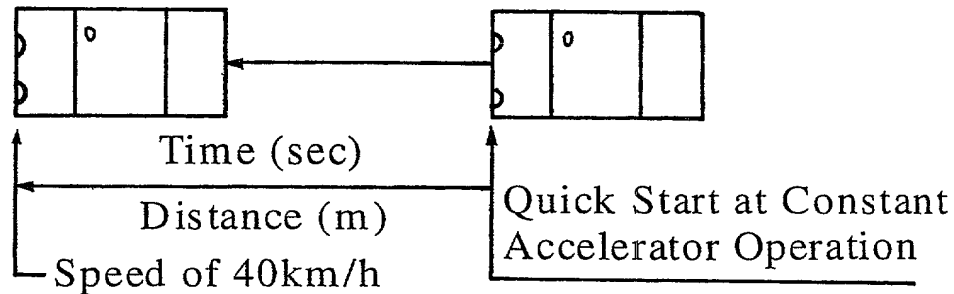 Time (sec)
Distance (m)
Speed of 40km/h
Quick Start at Constant
Accelerator Operation